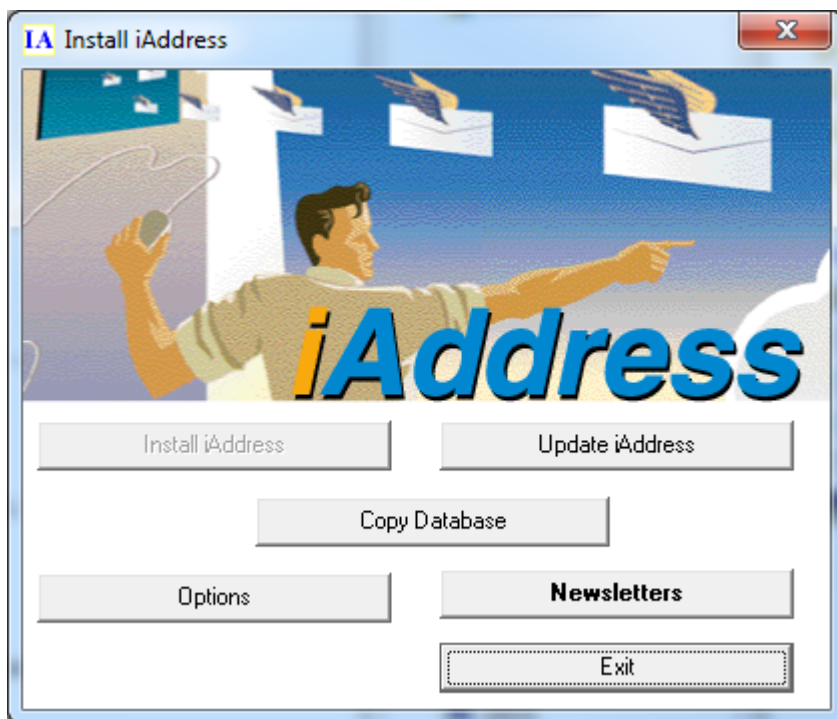 IA Install iAddress
iAddress
Install iAddress
Update iAddress
Copy Database
Options
Newsletters
Exit